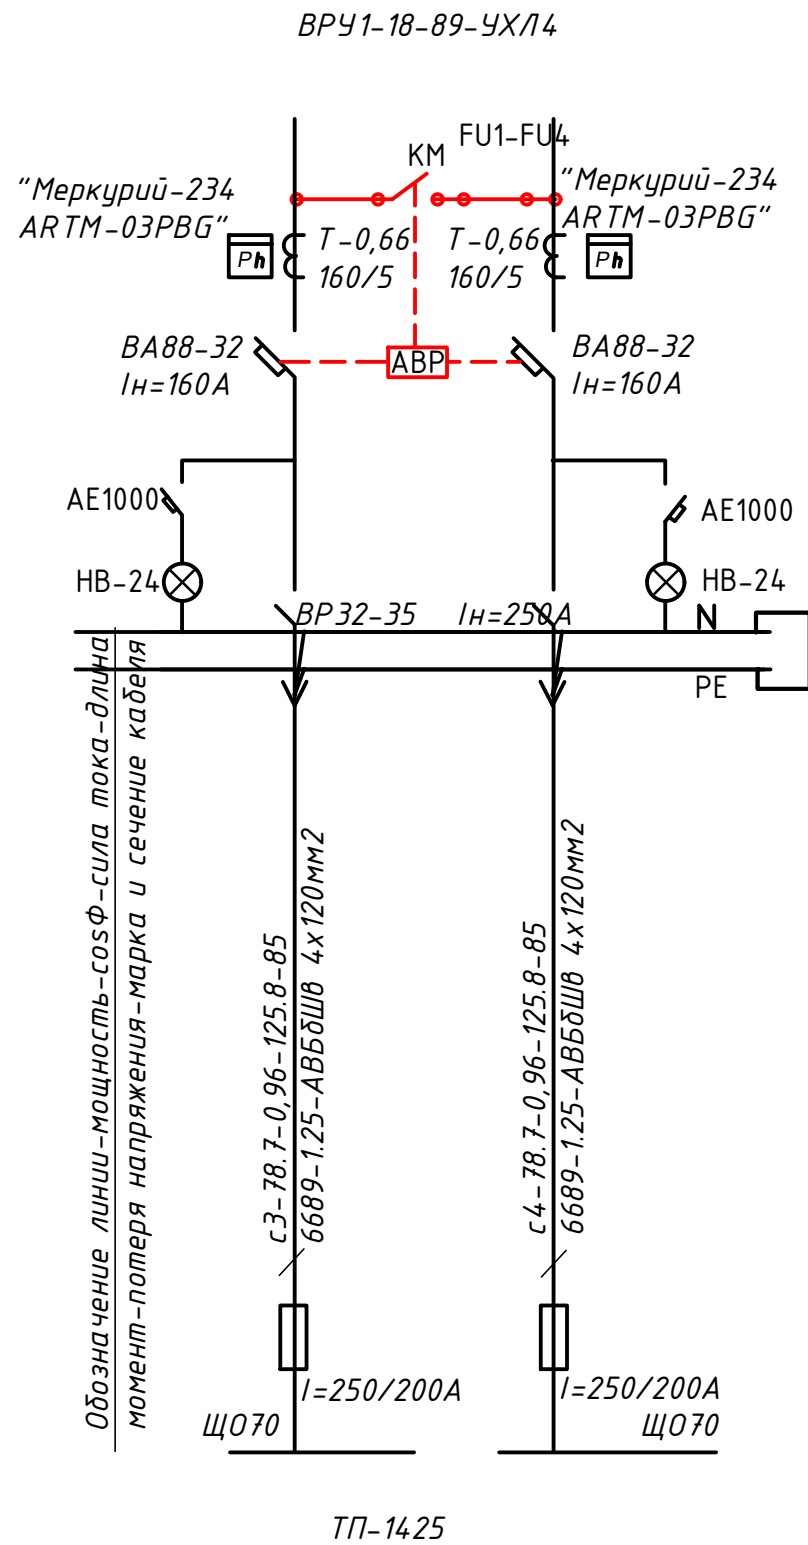 ВРУ1-18-89-УХЛ4
FU1-FU4
КМ
"Меркурий-234
ARTM-03PBG"
"Меркурий-234
ARTM-03PBG"
Т-0,66
160/5
Т-0,66
160/5
Ph
Ph
ВА88-32
Iн=160А
АВР
ВА88-32
Iн=160А
АЕ1000
АЕ1000
НВ-24
НВ-24
ВР32-35
Iн=250А
N
PE
Обозначение линии-мощность-cosФ-сила тока-длина
момент-потеря напряжения-марка и сечение кабеля
с3-78.7-0,96-125.8-85
6689-1.25-АВБбШв 4х120мм2
с4-78.7-0,96-125.8-85
6689-1.25-АВБбШв 4х120мм2
I=250/200А
I=250/200А
ЩО70
ЩО70
ТП-1425